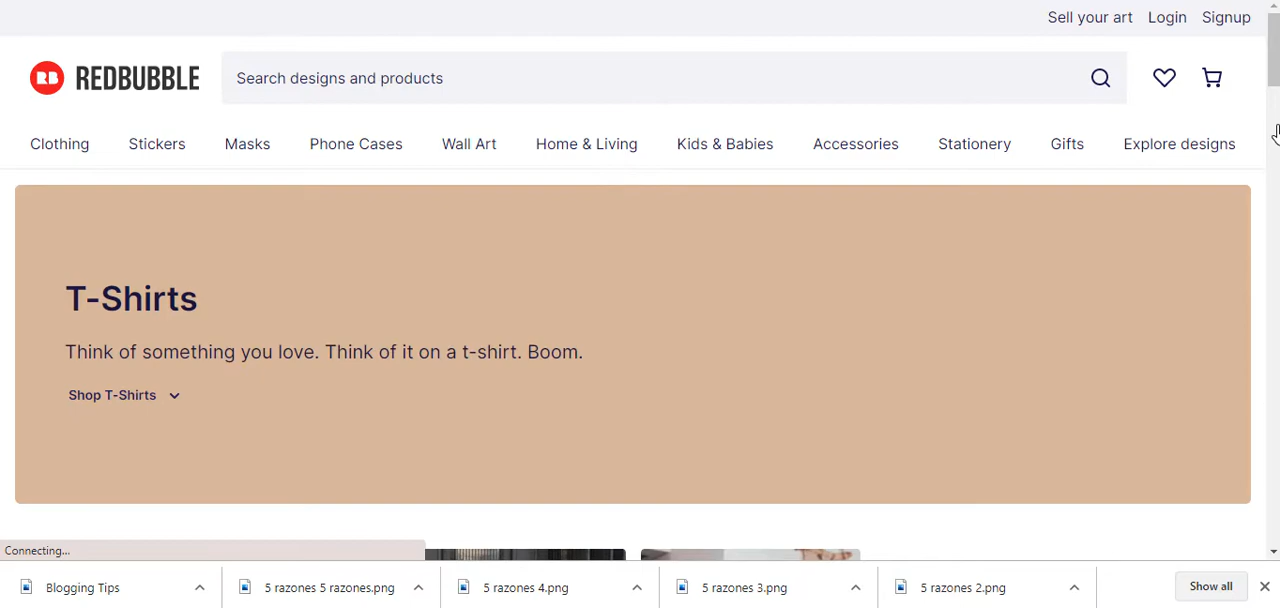 Sell your art Login Signup
RB REDBUBBLE Search designs and products
Clothing Stickers Masks Phone Cases Wall Art Home & Living Kids & Babies Accessories Stationery Gifts Explore designs
T-Shirts
Think of something you love. Think of it on a t-shirt. Boom.
Shop T-Shirts
Connecting...
Blogging Tips 5 razones 5 razones.png 5 razones 4.png 5 razones 3.png 5 razones 2.png Show all